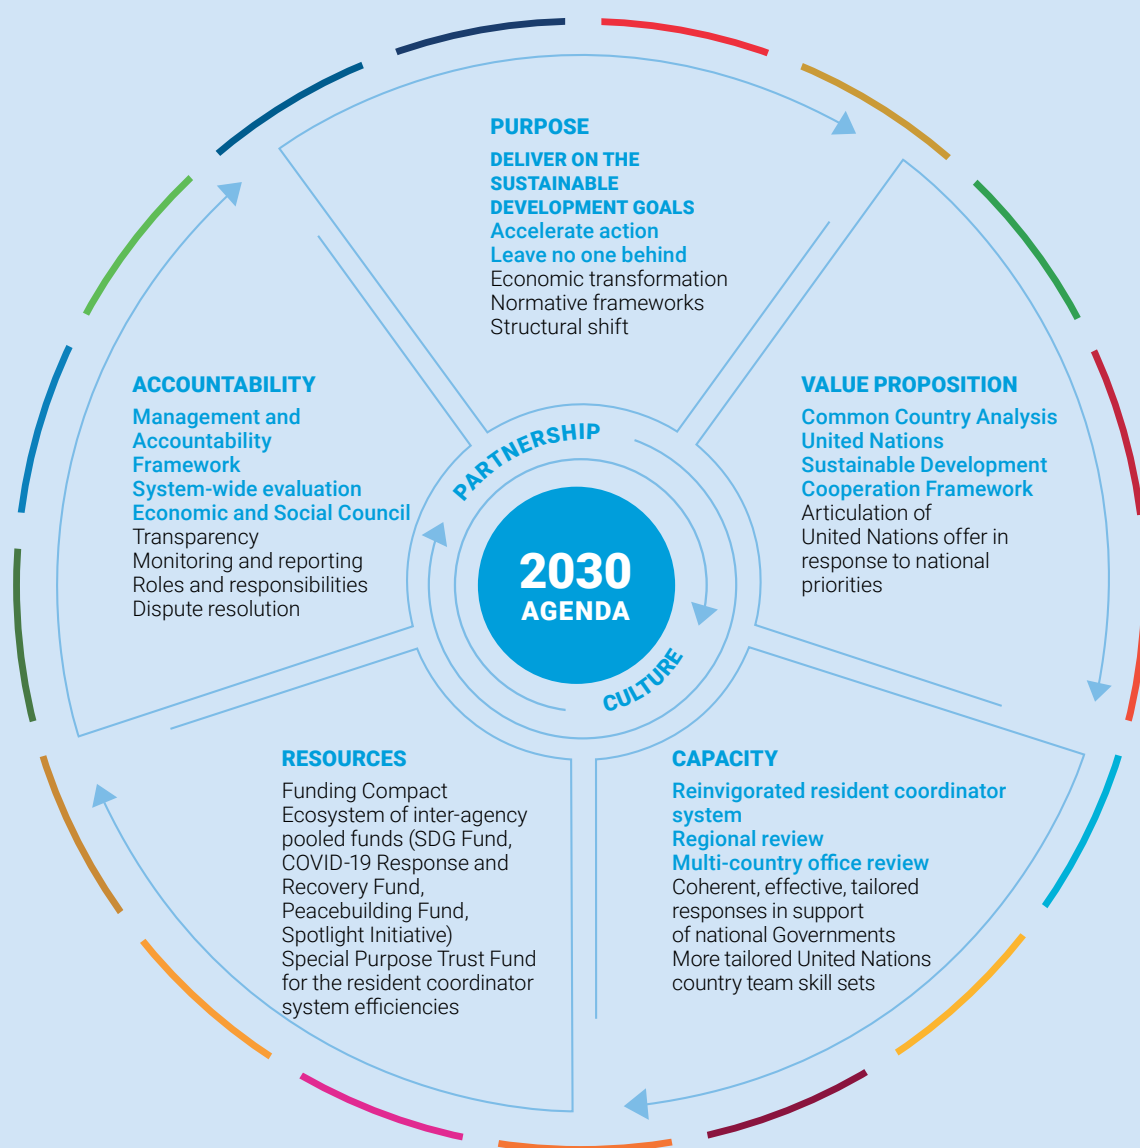 PURPOSE
DELIVER ON THE
SUSTAINABLE
DEVELOPMENT GOALS
Accelerate action
Leave no one behind
Economic transformation
Normative frameworks
Structural shift
ACCOUNTABILITY
Management and
Accountability
Framework
System-wide evaluation
Economic and Social Council
Transparency
Monitoring and reporting
Roles and responsibilities
Dispute resolution
VALUE PROPOSITION
Common Country Analysis
United Nations
Sustainable Development
Cooperation Framework
Articulation of
United Nations offer in
response to national
priorities
PARTNERSHIP
2030
AGENDA
CULTURE
RESOURCES
Funding Compact
Ecosystem of inter-agency
pooled funds (SDG Fund,
COVID-19 Response and
Recovery Fund,
Peacebuilding Fund,
Spotlight Initiative)
Special Purpose Trust Fund
for the resident coordinator
system efficiencies
CAPACITY
Reinvigorated resident coordinator
system
Regional review
Multi-country office review
Coherent, effective, tailored
responses in support
of national Governments
More tailored United Nations
country team skill sets